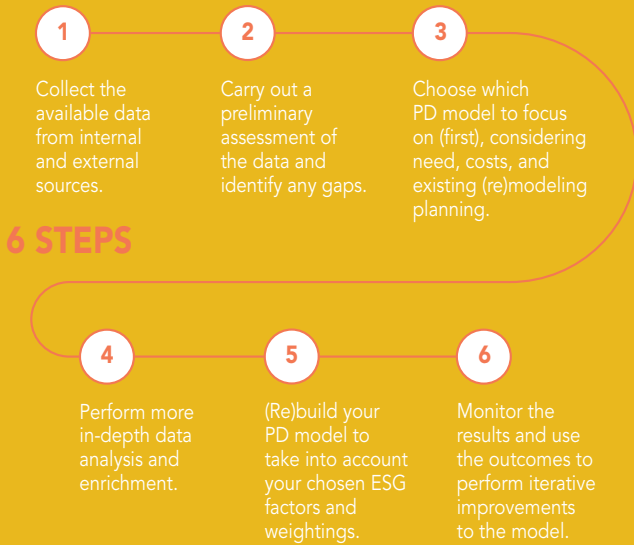 1
Collect the
available data
from internal
and external
sources.
2
Carry out a
preliminary
assessment of
the data and
identify any gaps.
3
Choose which
PD model to focus
on (first), considering
need, costs, and
existing (re)modeling
planning.
6 STEPS
4
Perform more
in-depth data
analysis and
enrichment.
5
(Re)build your
PD model to
take into account
your chosen ESG
factors and
weightings.
6
Monitor the
results and use
the outcomes to
perform iterative
improvements
to the model.